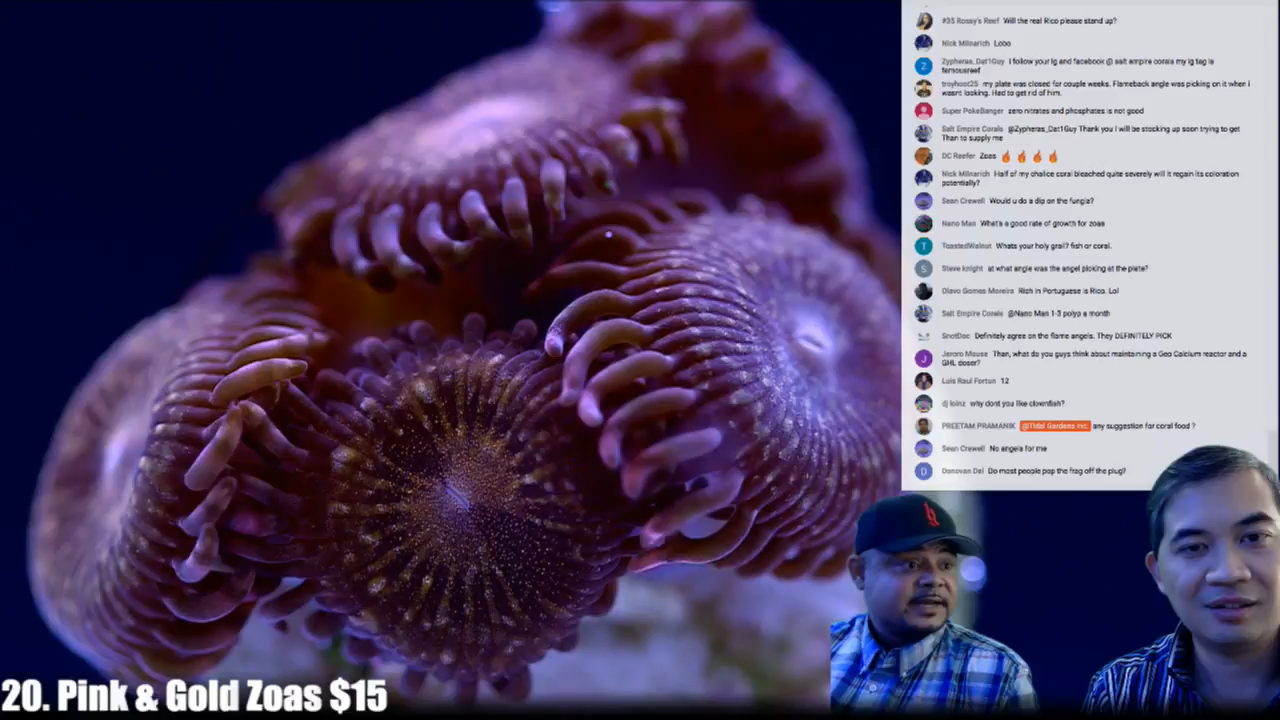 #35 Rossy's Reef Will the real Rico please stand up?
Nick Milnarich Lobo
Zypheras_Dat1Guy I follow your ig and facebook @ salt empire corals my ig tag is
famousreef
troyhost25 my plate was closed for couple weeks. Flameback angle was picking on it when i
wasnt looking. Had to get rid of him.
Super PokeBanger zero nitrates and phosphates is not good
Salt Empire Corals @Zypheras_Dat1Guy Thank you I will be stocking up soon trying to get
Than to supply me
DC Reefer Zoas 🔥 🔥 🔥 🔥
Nick Milnarich Half of my chalice coral bleached quite severely will it regain its coloration
potentially?
Sean Crewell Would u do a dip on the fungia?
Nano Man What's a good rate of growth for zoas
ToastedWalnut Whats your holy grail? fish or coral.
Steve knight at what angle was the angel picking at the plate?
Olavo Gomes Moreira Rich in Portuguese is Rico. Lol
Salt Empire Corals @Nano Man 1-3 polyp a month
SnotDoc Definitely agree on the flame angels. They DEFINITELY PICK
Jeroro Mouse Than, what do you guys think about maintaining a Geo Calcium reactor and a
GHL doser?
Luis Raul Fortun 12
dj loinz why dont you like clownfish?
PREETAM PRAMANIK @Tidal Gardens Inc. any suggestion for coral food ?
Sean Crewell No angels for me
Donovan Dei Do most people pop the frag off the plug?
20. Pink & Gold Zoas $15